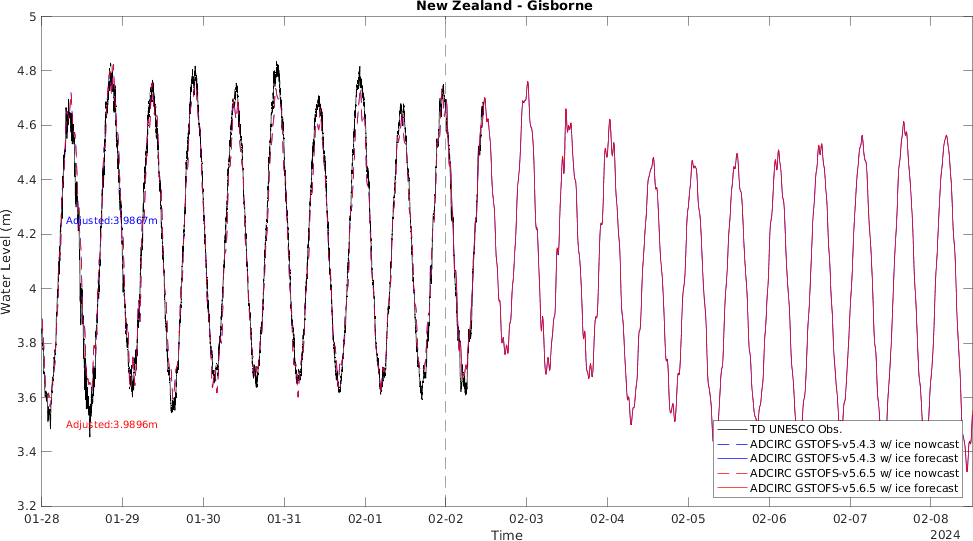 New Zealand - Gisborne
Water Level (m)
5
4.8
4.6
4.4
4.2
4
3.8
3.6
3.4
3.2
Adjusted:3.9867m
Adjusted:3.9896m
TD UNESCO Obs.
ADCIRC GSTOFS-v5.4.3 w/ ice nowcast
ADCIRC GSTOFS-v5.4.3 w/ ice forecast
ADCIRC GSTOFS-v5.6.5 w/ ice nowcast
ADCIRC GSTOFS-v5.6.5 w/ ice forecast
01-28 01-29 01-30 01-31 02-01 02-02 02-03 02-04 02-05 02-06 02-07 02-08
Time
2024